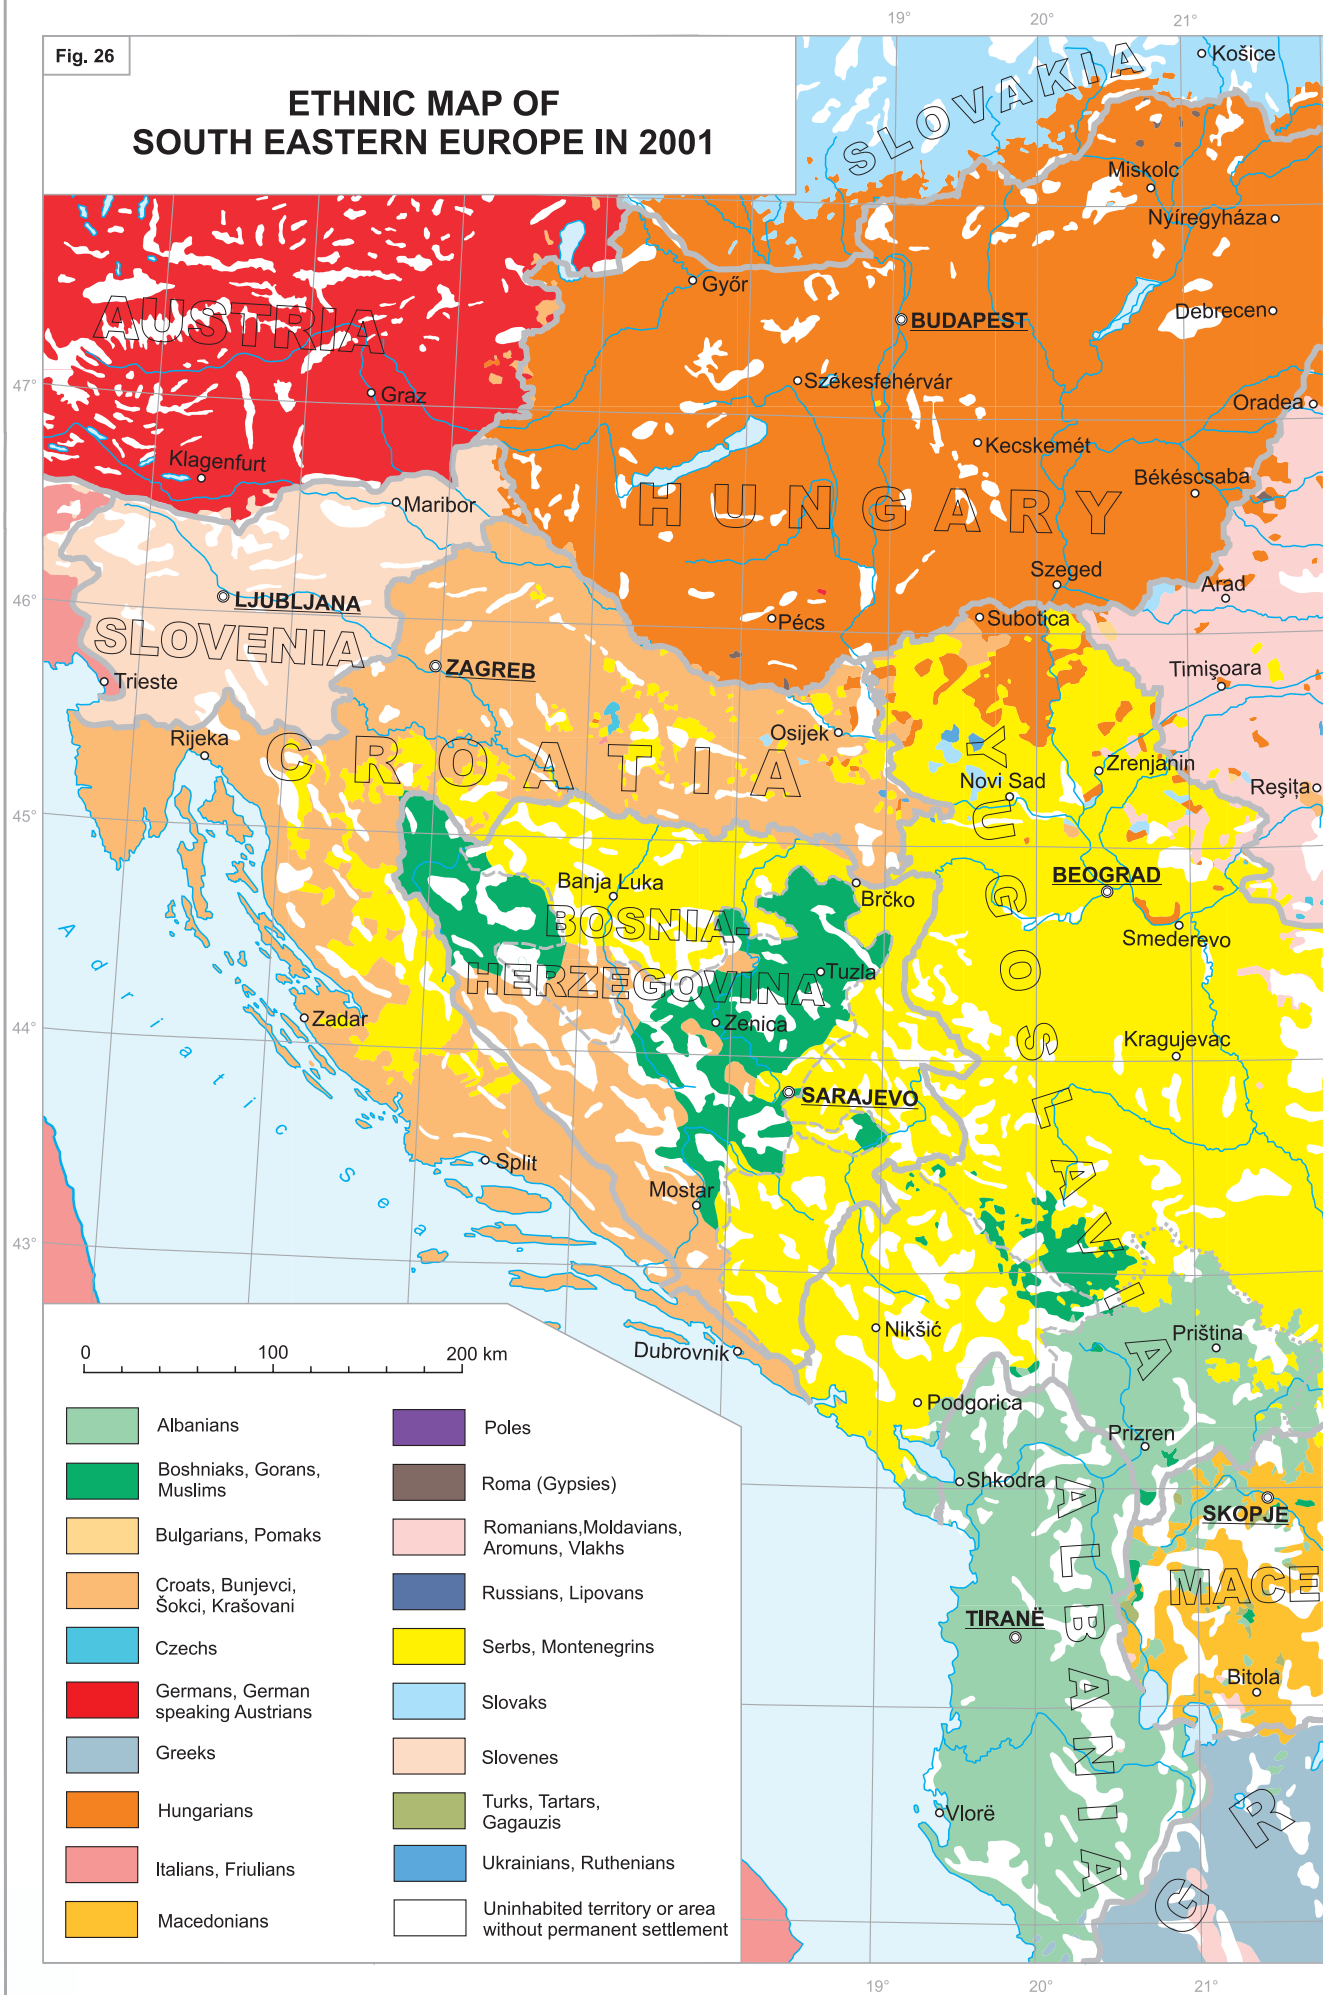 19°
20°
21°
Fig. 26
ETHNIC MAP OF
SOUTH EASTERN EUROPE IN 2001
SLOVAKIA
Košice
Miskolc
Nyíregyháza
Győr
BUDAPEST
Debrecen
AUSTRIA
Székesfehérvár
47°
Graz
Oradea
Kecskemét
Klagenfurt
Békéscsaba
Maribor
HUNGARY
Szeged
Arad
46°
LJUBLJANA
Pécs
Subotica
SLOVENIA
ZAGREB
Timişoara
Trieste
Osijek
Rijeka
CROATIA
Zrenjanin
Novi Sad
Reşiţa
45°
YUGOSLAVIA
BEOGRAD
Banja Luka
Brčko
BOSNIA-
HERZEGOVINA
Smederevo
Tuzla
Adriatic Sea
Zadar
Zenica
44°
Kragujevac
SARAJEVO
Split
Mostar
43°
Nikšić
Priština
Dubrovnik
0
100
200 km
Podgorica
Prizren
Shkodra
ALBANIA
SKOPJE
MACE
TIRANË
Bitola
Vlorë
G
R
Albanians
Boshniaks, Gorans,
Muslims
Bulgarians, Pomaks
Croats, Bunjevci,
Šokci, Krašovani
Czechs
Germans, German
speaking Austrians
Greeks
Hungarians
Italians, Friulians
Macedonians
Poles
Roma (Gypsies)
Romanians,Moldavians,
Aromuns, Vlakhs
Russians, Lipovans
Serbs, Montenegrins
Slovaks
Slovenes
Turks, Tartars,
Gagauzis
Ukrainians, Ruthenians
Uninhabited territory or area
without permanent settlement
19°
20°
21°